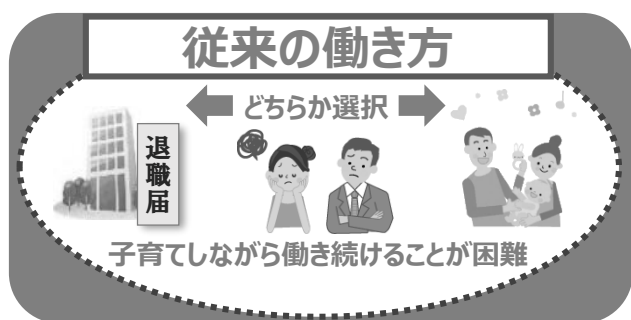 従来の働き方
どちらか選択
退職届
子育てしながら働き続けることが困難